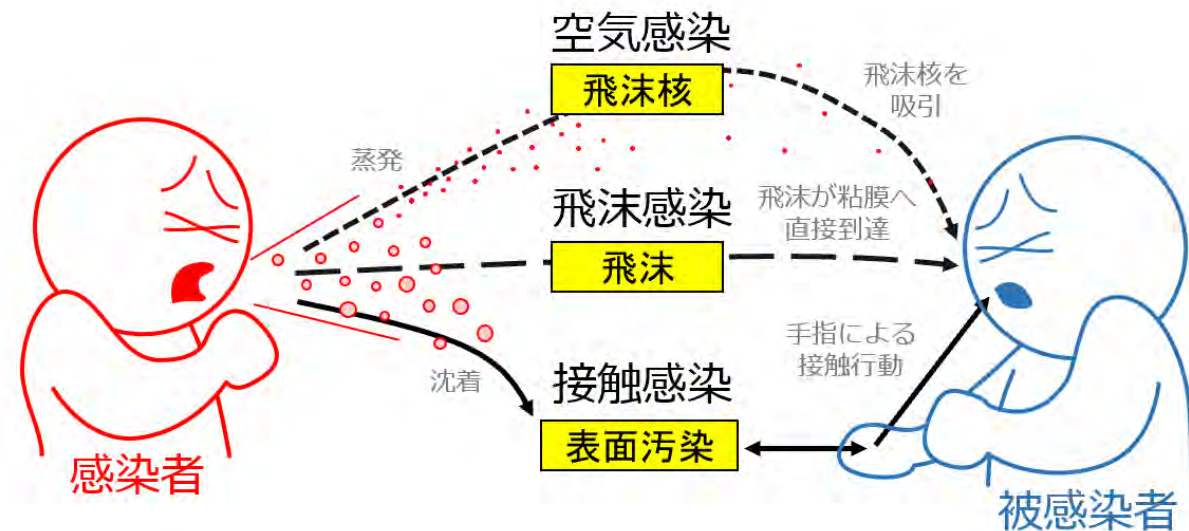 空気感染
飛沫核
飛沫核を
吸引
蒸発
飛沫感染
飛沫
飛沫が粘膜へ
直接到達
沈着
接触感染
表面汚染
手指による
接触行動
感染者
被感染者